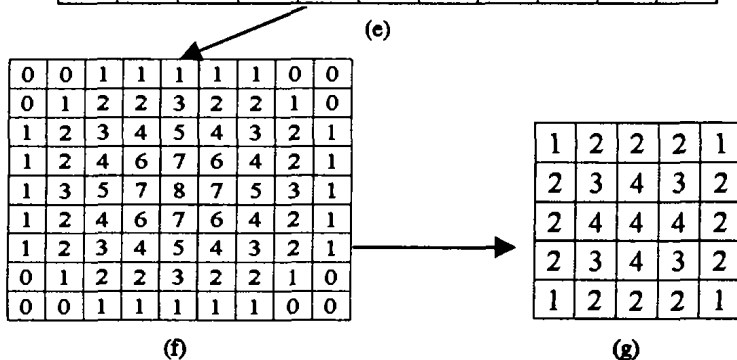 (e)
0 0 1 1 1 1 1 0 0
0 1 2 2 3 2 2 1 0
1 2 3 4 5 4 3 2 1
1 2 4 6 7 6 4 2 1
1 3 5 7 8 7 5 3 1
1 2 4 6 7 6 4 2 1
1 2 3 4 5 4 3 2 1
0 1 2 2 3 2 2 1 0
0 0 1 1 1 1 1 0 0
(f)
1 2 2 2 1
2 3 4 3 2
2 4 4 4 2
2 3 4 3 2
1 2 2 2 1
(g)